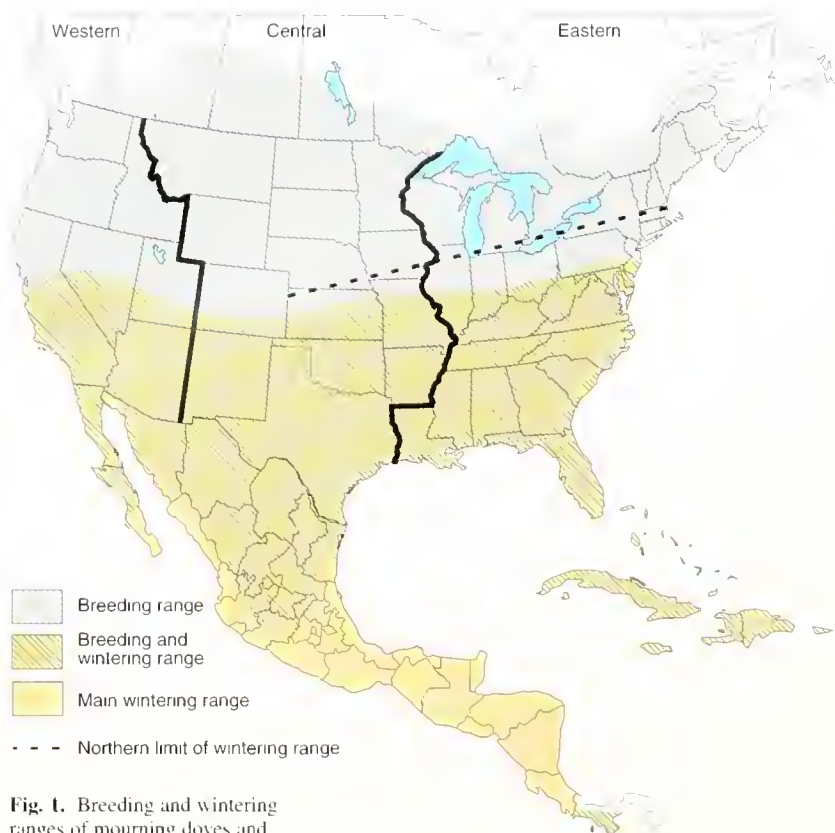 Western Central Eastern
Breeding range
Breeding and
wintering range
Main wintering range
Northern limit of wintering range
Fig. 1. Breeding and wintering
ranges of mourning doves and